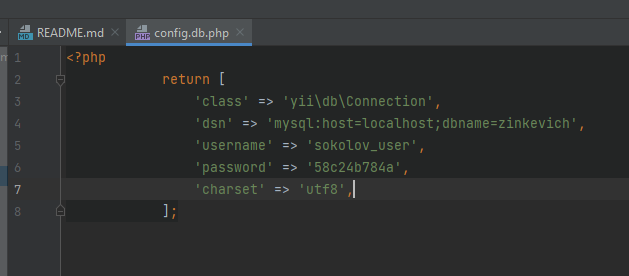 README.md config.db.php
1 <?php
2 return [
3 'class' => 'yii\db\Connection',
4 'dsn' => 'mysql:host=localhost;dbname=zinkevich',
5 'username' => 'sokolov_user',
6 'password' => '58c24b784a',
7 'charset' => 'utf8',
8 ];